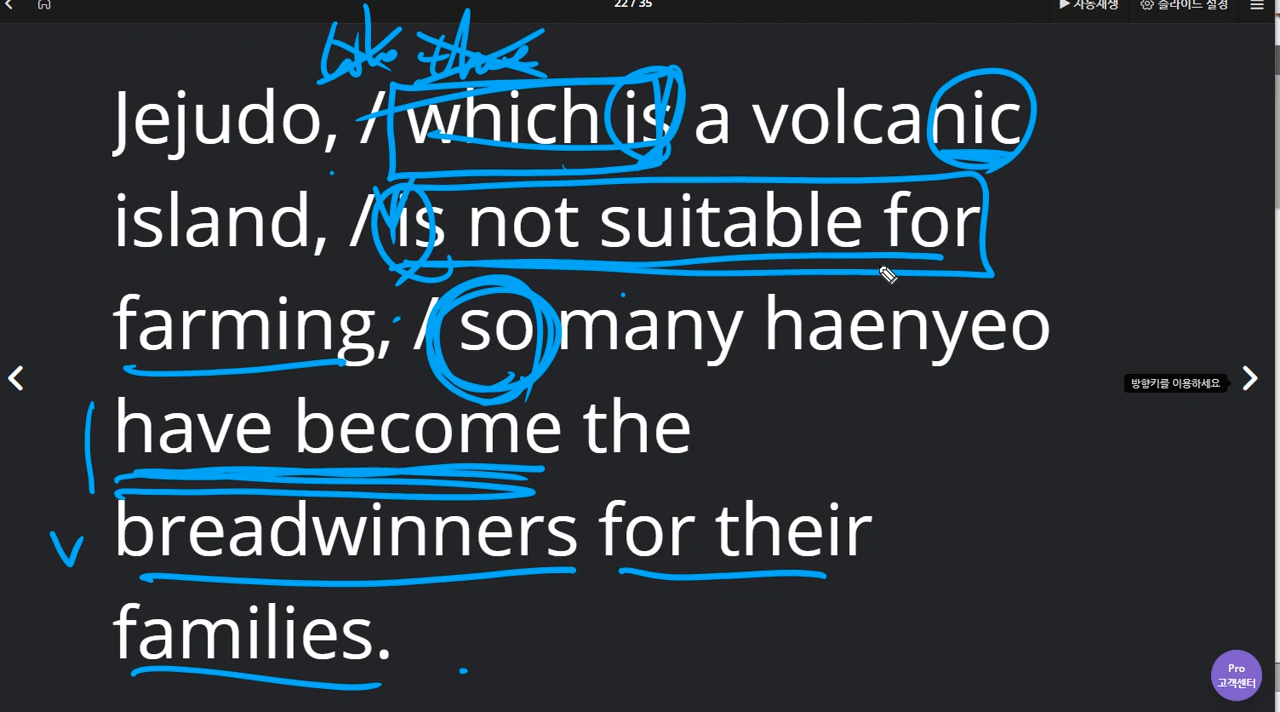 22 / 35
▶ 자동재생 슬라이드 설정
Jejudo, / which is a volcanic
island, / is not suitable for
farming, / so many haenyeo
have become the
breadwinners for their
families.
방향키를 이용하세요
Pro
고객센터